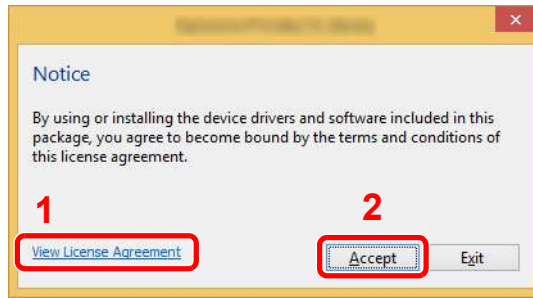 Notice
By using or installing the device drivers and software included in this
package, you agree to become bound by the terms and conditions of
this license agreement.
1
2
View License Agreement
Accept
Exit